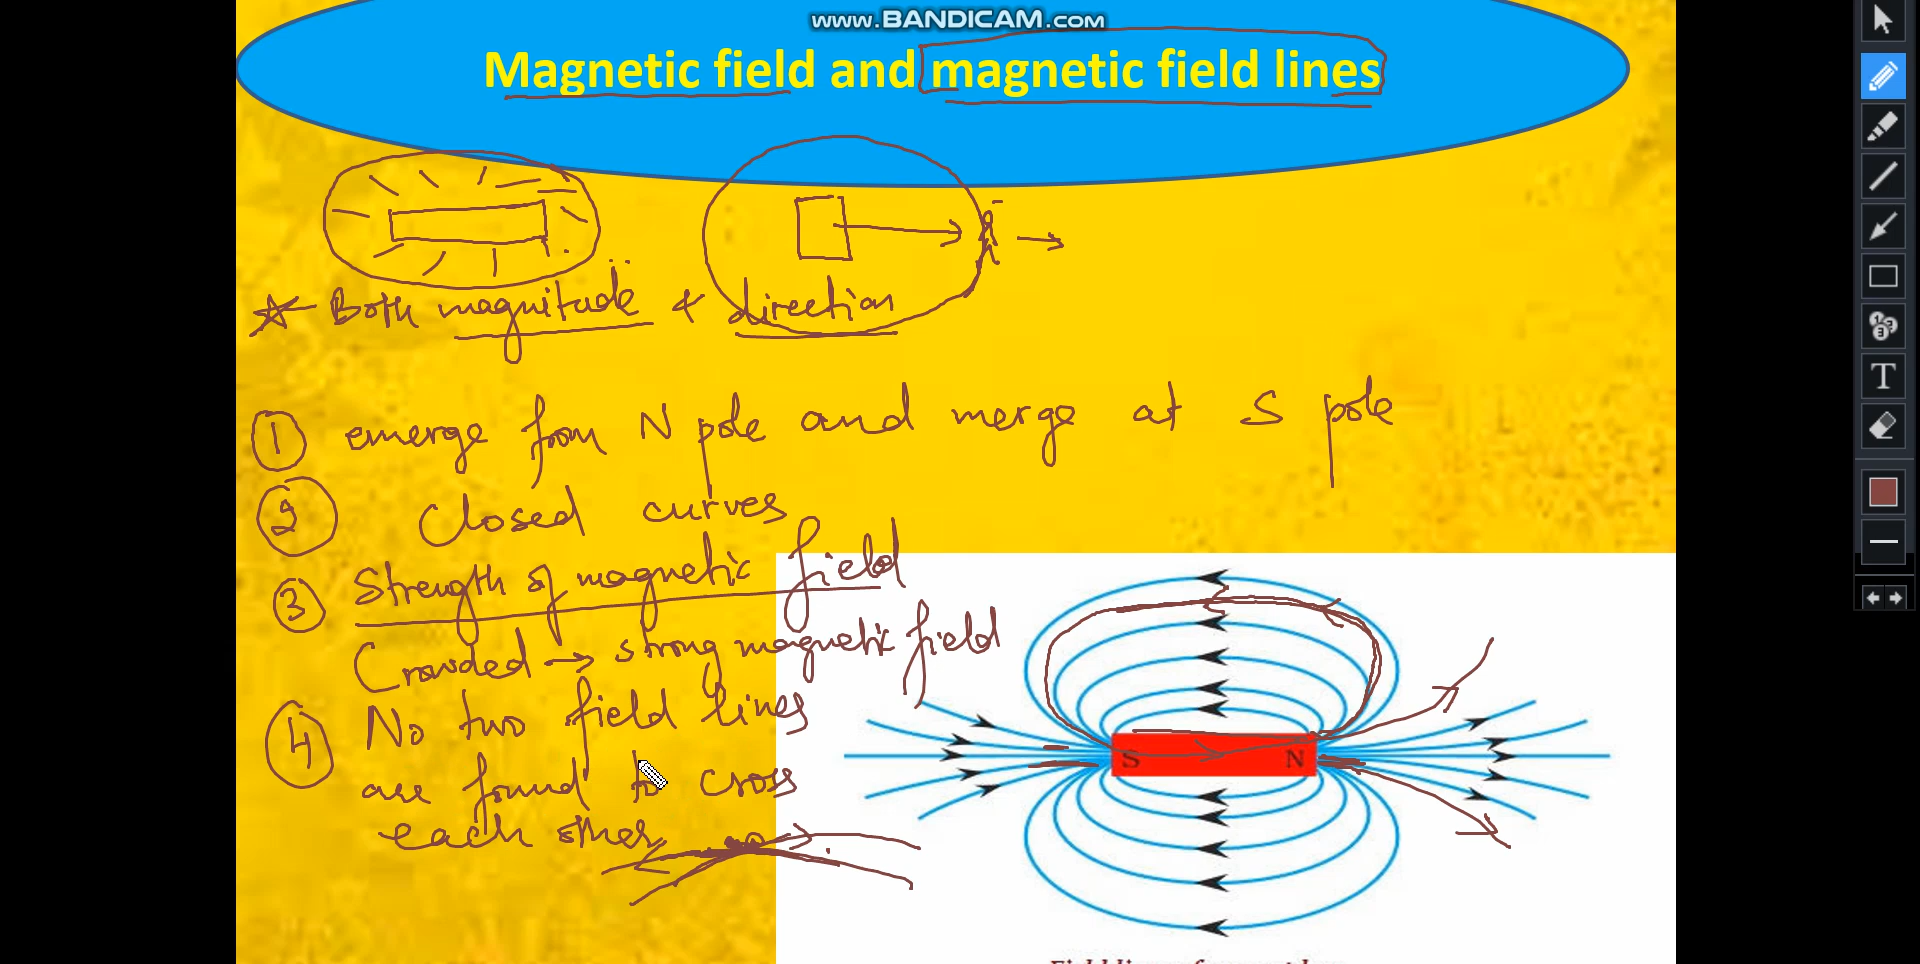 www.BANDICAM.com
Magnetic field and magnetic field lines
Both magnitude & direction
1 emerge from N pole and merge at S pole
2 Closed curves
3 Strength of magnetic field
Crowded → strong magnetic field
4 No two field lines
are found to cross
each other
S N
T